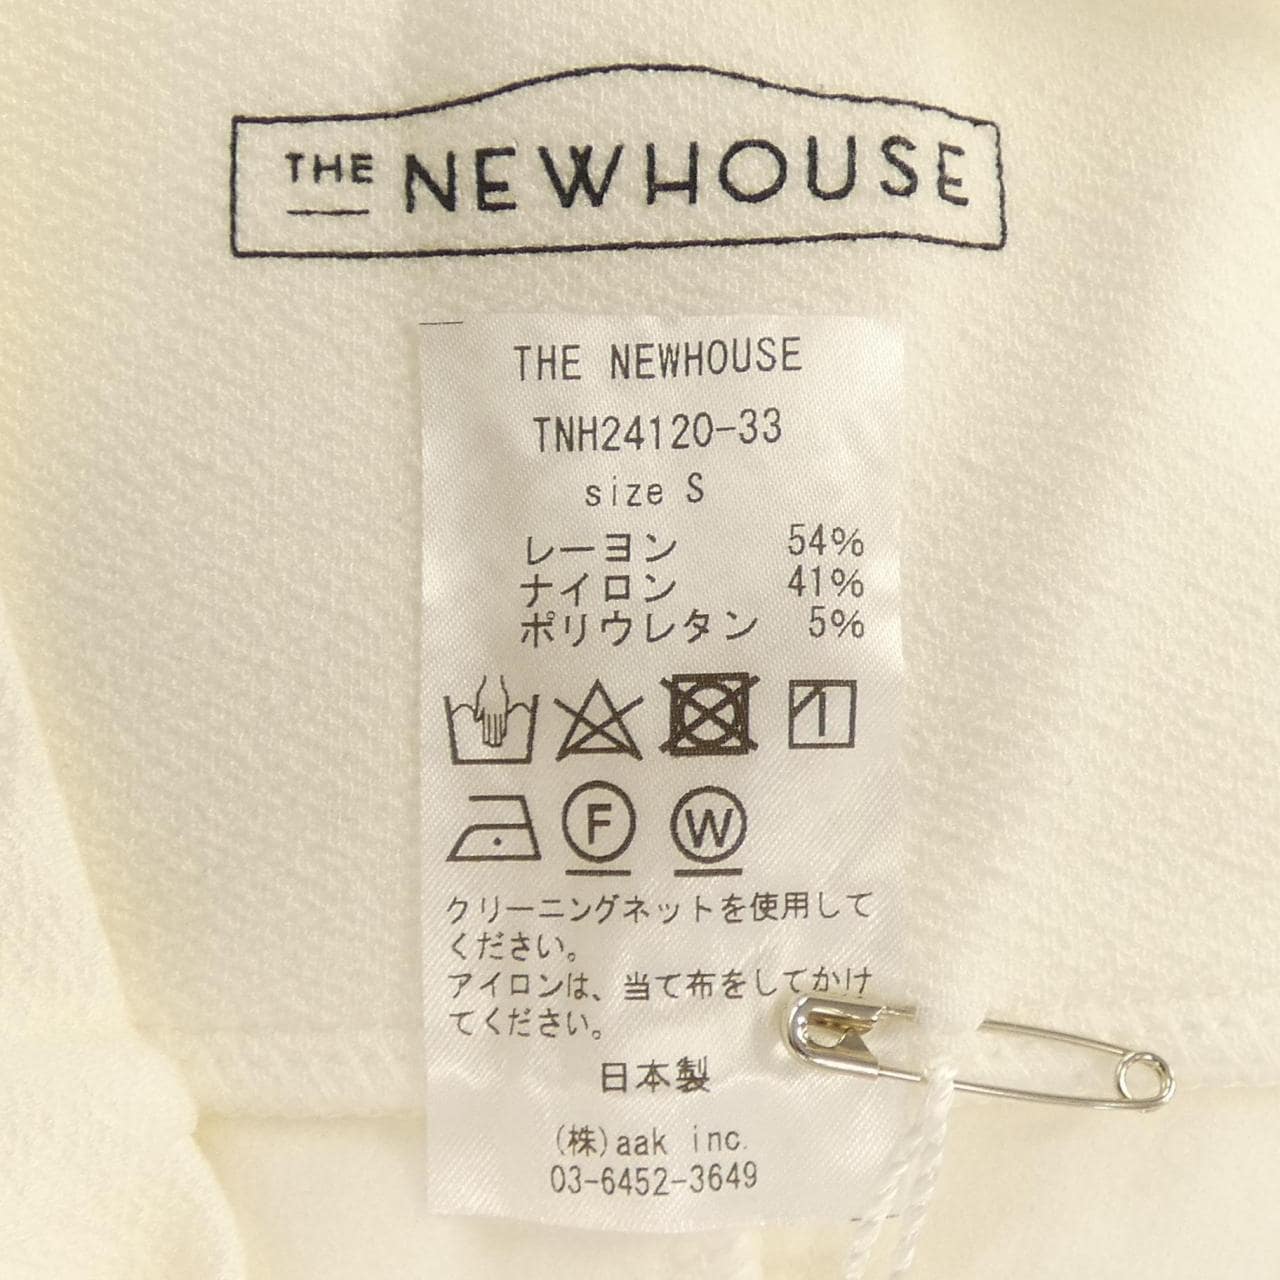 THE NEWHOUSE
THE NEWHOUSE
TNH24120-33
size S
レーヨン 54%
ナイロン 41%
ポリウレタン 5%
F W
クリーニングネットを使用して
ください。
アイロンは、当て布をしてかけ
てください。
日本製
(株)aak inc.
03-6452-3649